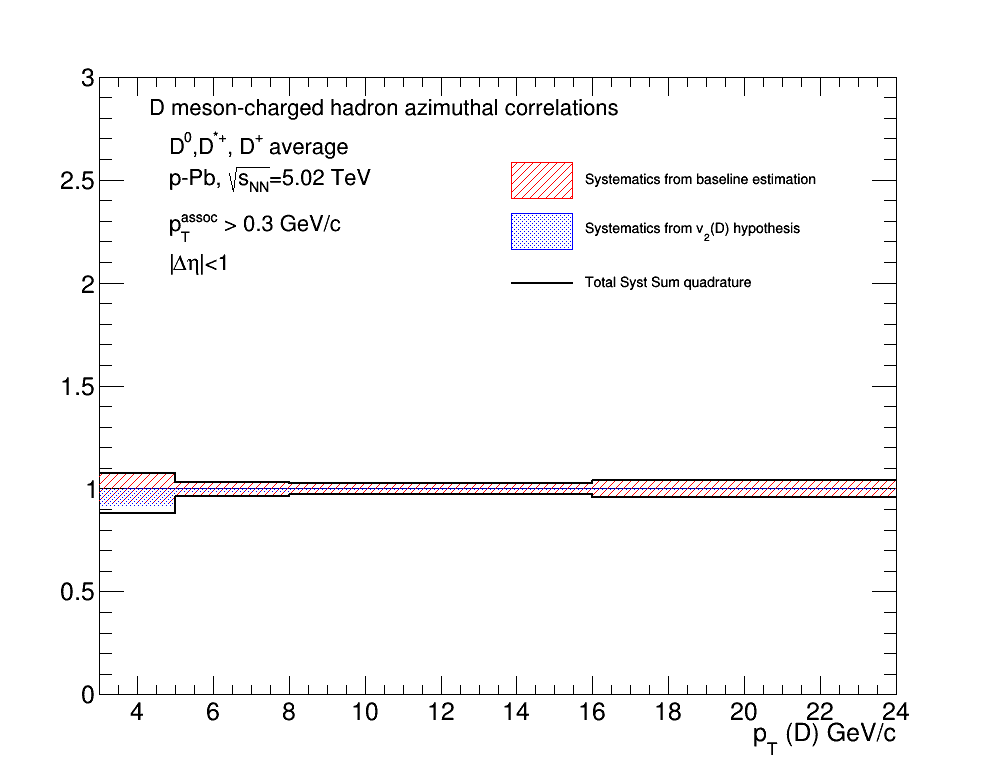 D meson-charged hadron azimuthal correlations
D⁰,D*⁺, D⁺ average
p-Pb, √sNN=5.02 TeV
pTassoc > 0.3 GeV/c
|Δη|<1
Systematics from baseline estimation
Systematics from v₂(D) hypothesis
Total Syst Sum quadrature
3
2.5
2
1.5
1
0.5
0
4 6 8 10 12 14 16 18 20 22 24
pT (D) GeV/c